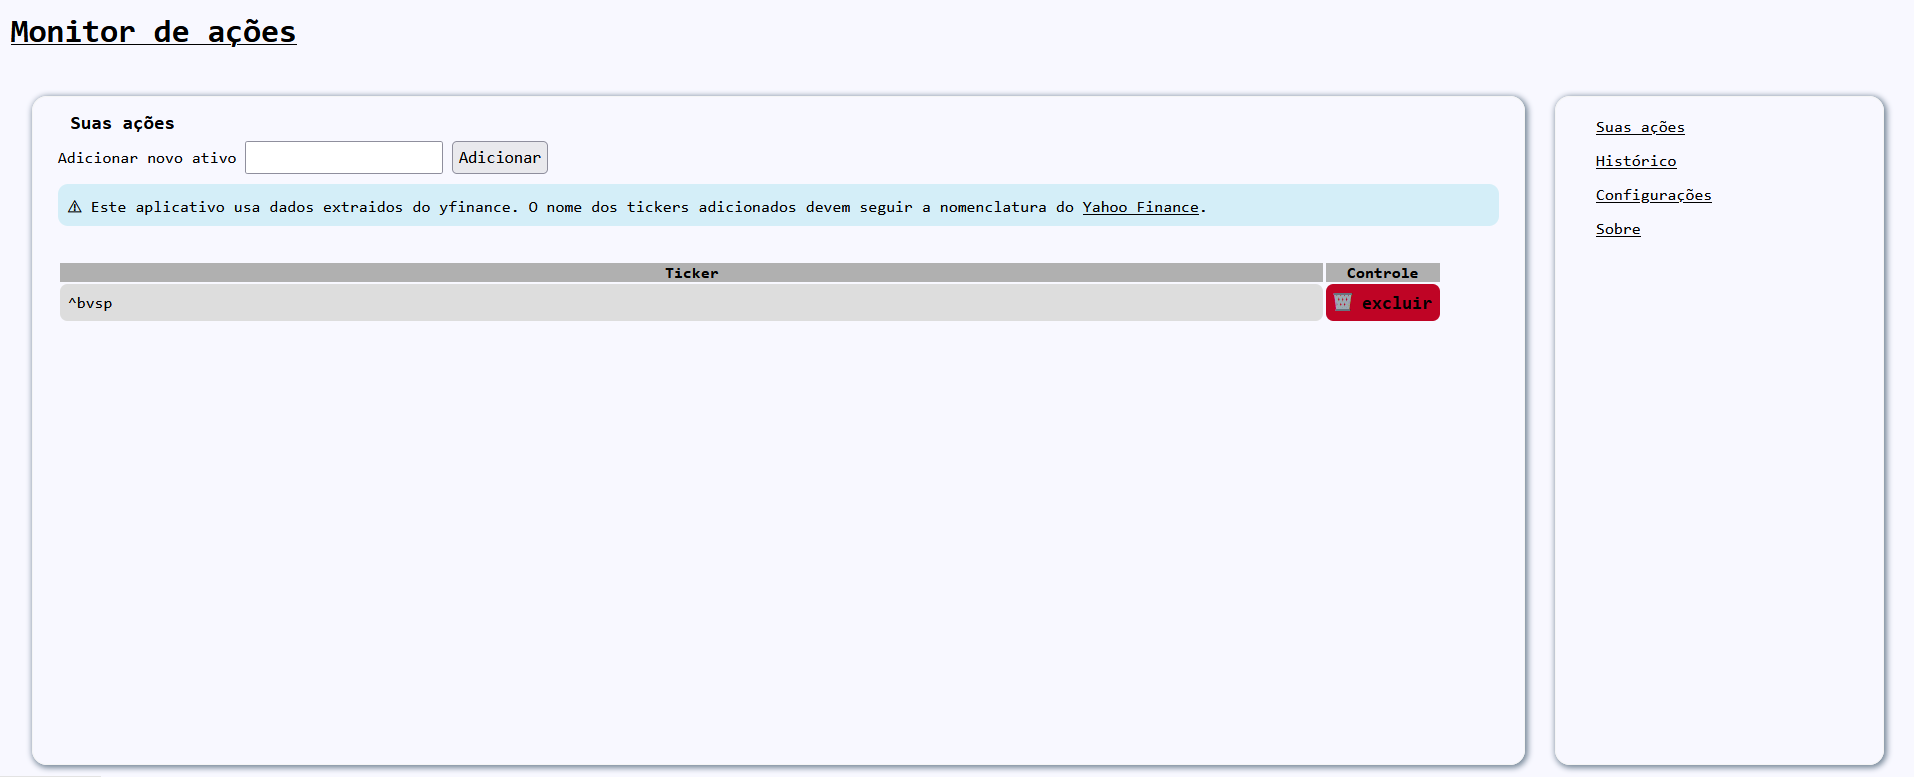 Monitor de ações
Suas ações
Adicionar novo ativo Adicionar
⚠ Este aplicativo usa dados extraidos do yfinance. O nome dos tickers adicionados devem seguir a nomenclatura do Yahoo Finance.
Ticker Controle
^bvsp excluir
Suas ações
Histórico
Configurações
Sobre